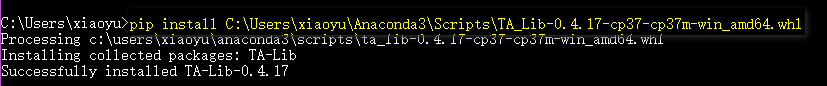 C:\Users\xiaoyu>pip install C:\Users\xiaoyu\Anaconda3\Scripts\TA_Lib-0.4.17-cp37-cp37m-win_amd64.whl
Processing c:\users\xiaoyu\anaconda3\scripts\ta_lib-0.4.17-cp37-cp37m-win_amd64.whl
Installing collected packages: TA-Lib
Successfully installed TA-Lib-0.4.17